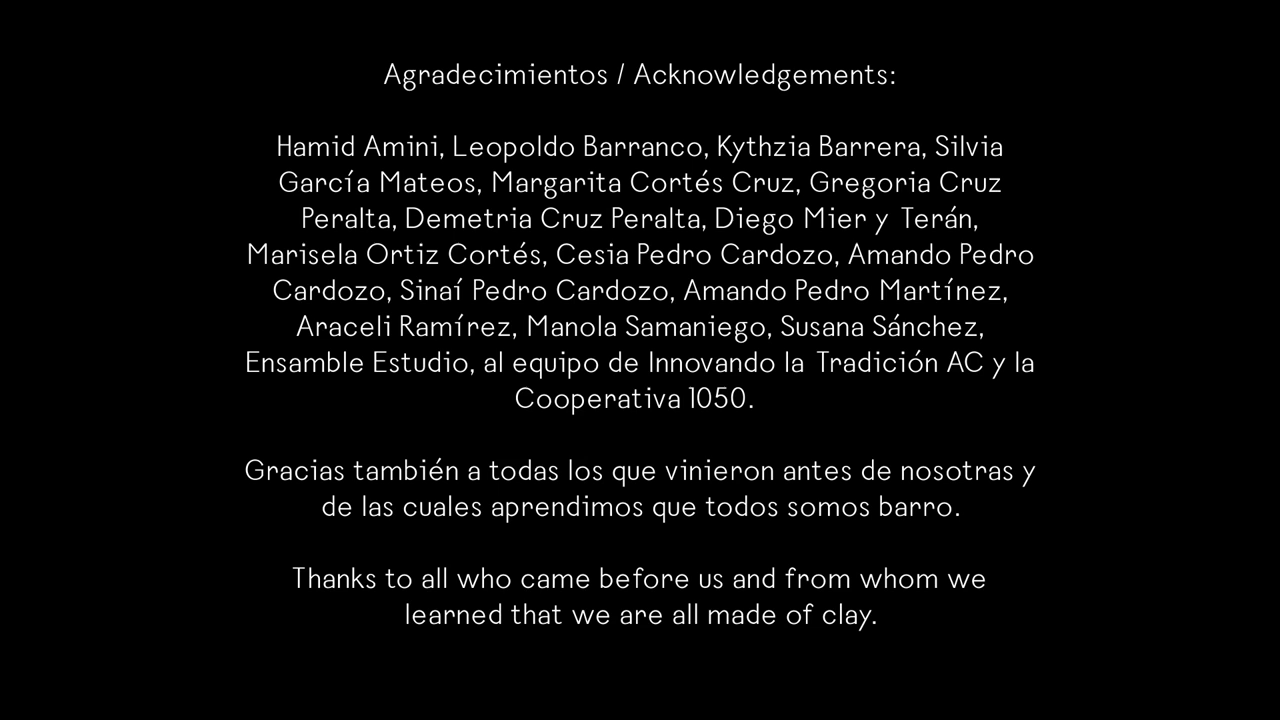 Agradecimientos / Acknowledgements:
Hamid Amini, Leopoldo Barranco, Kythzia Barrera, Silvia
García Mateos, Margarita Cortés Cruz, Gregoria Cruz
Peralta, Demetria Cruz Peralta, Diego Mier y Terán,
Marisela Ortiz Cortés, Cesia Pedro Cardozo, Amando Pedro
Cardozo, Sinaí Pedro Cardozo, Amando Pedro Martínez,
Araceli Ramírez, Manola Samaniego, Susana Sánchez,
Ensamble Estudio, al equipo de Innovando la Tradición AC y la
Cooperativa 1050.
Gracias también a todas los que vinieron antes de nosotras y
de las cuales aprendimos que todos somos barro.
Thanks to all who came before us and from whom we
learned that we are all made of clay.